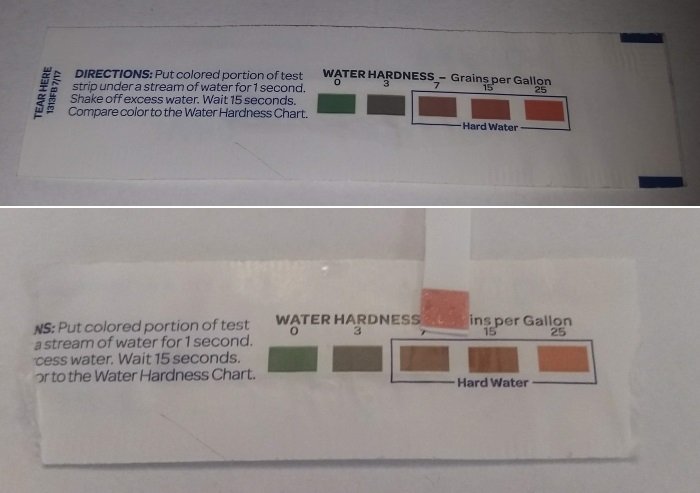 TEAR HERE
1313FB 7/17
DIRECTIONS: Put colored portion of test
strip under a stream of water for 1 second.
Shake off excess water. Wait 15 seconds.
Compare color to the Water Hardness Chart.
WATER HARDNESS – Grains per Gallon
0 3 7 15 25
Hard Water
NS: Put colored portion of test
a stream of water for 1 second.
cess water. Wait 15 seconds.
or to the Water Hardness Chart.
WATER HARDNESS ins per Gallon
0 3 7 15 25
Hard Water